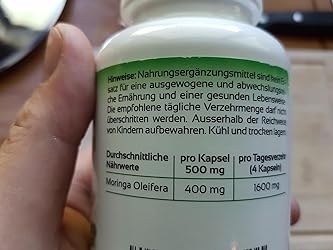 Hinweise: Nahrungsergänzungsmittel sind kein Er-
satz für eine ausgewogene und abwechslungsreiche
Ernährung und einer gesunden Lebensweise.
Die empfohlene tägliche Verzehrmenge darf nicht
überschritten werden. Ausserhalb der Reichweite
von Kindern aufbewahren. Kühl und trocken lagern.
Durchschnittliche pro Kapsel pro Tagesverzehr
Nährwerte 500 mg (4 Kapseln)
Moringa Oleifera 400 mg 1600 mg